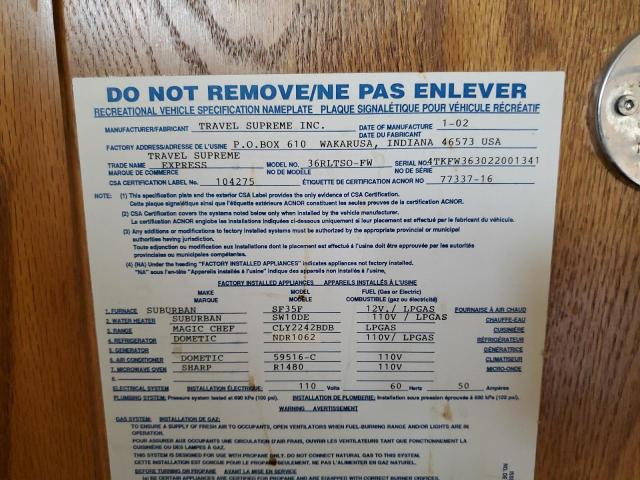 DO NOT REMOVE/NE PAS ENLEVER
RECREATIONAL VEHICLE SPECIFICATION NAMEPLATE PLAQUE SIGNALÉTIQUE POUR VÉHICULE RÉCRÉATIF
MANUFACTURER/FABRICANT TRAVEL SUPREME INC. DATE OF MANUFACTURE 1-02
DATE DU FABRICANT
FACTORY ADDRESS/ADRESSE DE L'USINE P.O.BOX 610 WAKARUSA, INDIANA 46573 USA
TRAVEL SUPREME
TRADE NAME EXPRESS MODEL NO. 36RLTSO-FW SERIAL NO. 4TKFW363022001341
MARQUE DE COMMERCE NO DE MODÈLE NO DE SÉRIE
CSA CERTIFICATION LABEL No. 104275 ÉTIQUETTE DE CERTIFICATION ACNOR NO 77337-16
NOTE: (1) This specification plate and the exterior CSA Label provides the only evidence of CSA Certification.
Cette plaque signalétique ainsi que l'étiquette extérieure ACNOR constituent les seules preuves de la certification.
(2) CSA Certification covers the systems noted below only when installed by the vehicle manufacturer.
La certification ACNOR englobe les installations indiquées ci-dessous uniquement si leur placement est effectué par le fabricant du véhicule.
(3) Any additions or modifications to factory installed systems must be authorized by the appropriate provincial or municipal
authorities having jurisdiction.
Toute adjonction ou modification aux installations dont le placement est effectué à l'usine doit être approuvée par les autorités
provinciales ou municipales compétentes.
(4) (NA) Under the heading "FACTORY INSTALLED APPLIANCES" indicates appliances not factory installed.
"NA" sous l'en-tête "Appareils installés à l'usine" indique des appareils non installés à l'usine.
FACTORY INSTALLED APPLIANCES APPAREILS INSTALLÉS À L'USINE
MAKE MODEL FUEL (Gas or Electric)
MARQUE MODÈLE COMBUSTIBLE (gaz ou électricité)
1. FURNACE SUBURBAN SF35F 12V./ LPGAS FOURNAISE À AIR CHAUD
2. WATER HEATER SUBURBAN SW10DE 110V / LPGAS CHAUFFE-EAU
3. RANGE MAGIC CHEF CLY2242BDB LPGAS CUISINIÈRE
4. REFRIGERATOR DOMETIC NDR1062 110V/ LPGAS RÉFRIGÉRATEUR
5. GENERATOR GÉNÉRATRICE
6. AIR CONDITIONER DOMETIC 59516-C 110V CLIMATISEUR
7. MICROWAVE OVEN SHARP R1480 110V MICRO-ONDE
8.
ELECTRICAL SYSTEM INSTALLATION ÉLECTRIQUE: 110 Volts 60 Hertz 50 Ampères
PLUMBING SYSTEM: Pressure system tested at 690 kPa (100 psi). INSTALLATION DE PLOMBERIE: Installation sous pression éprouvée à 690 kPa (100 psi).
WARNING AVERTISSEMENT
GAS SYSTEM: INSTALLATION DE GAZ:
TO ENSURE A SUPPLY OF FRESH AIR TO OCCUPANTS, OPEN VENTILATORS WHEN FUEL-BURNING RANGE AND/OR LIGHTS ARE IN
OPERATION.
POUR ASSURER AUX OCCUPANTS UNE CIRCULATION D'AIR FRAIS, OUVRIR LES VENTILATEURS TANT QUE FONCTIONNENT LA
CUISINIÈRE OU DES LAMPES À GAZ.
THIS SYSTEM IS DESIGNED FOR USE WITH PROPANE ONLY. DO NOT CONNECT NATURAL GAS TO THIS SYSTEM.
CETTE INSTALLATION EST CONÇUE POUR LE PROPANE SEULEMENT. NE PAS L'ALIMENTER EN GAZ NATUREL.
BEFORE TURNING ON PROPANE AVANT LA MISE EN SERVICE
(a) BE CERTAIN APPLIANCES ARE CERTIFIED FOR PROPANE AND ARE EQUIPPED WITH CORRECT BURNER ORIFICES.